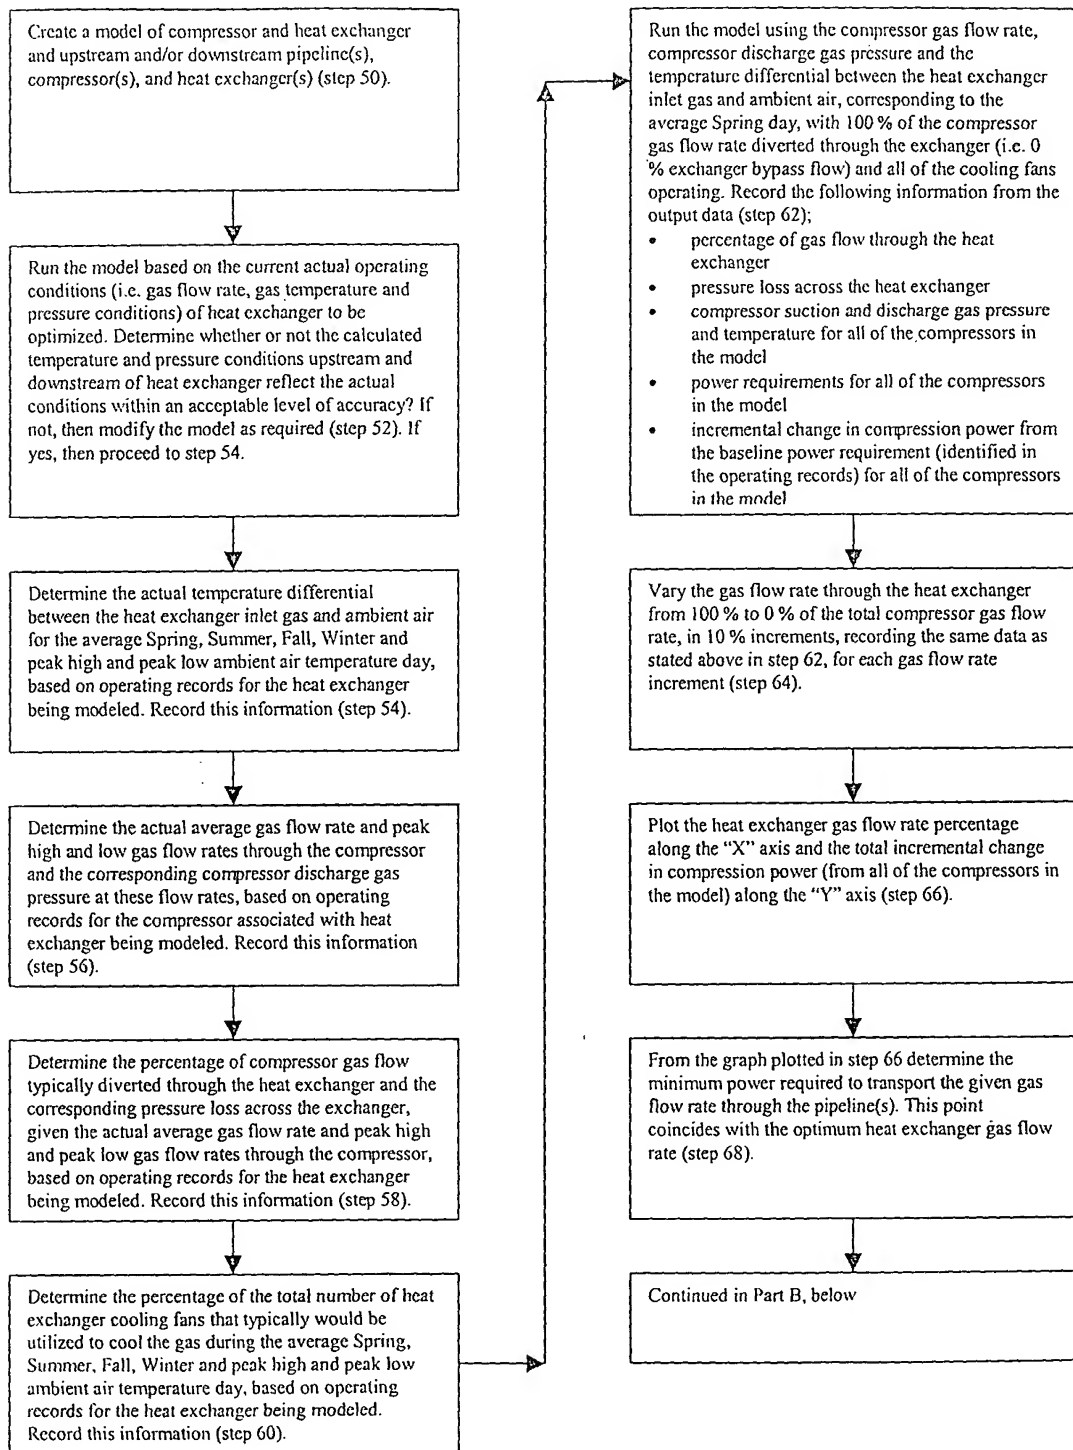 Create a model of compressor and heat exchanger
and upstream and/or downstream pipeline(s),
compressor(s), and heat exchanger(s) (step 50).
Run the model based on the current actual operating
conditions (i.e. gas flow rate, gas temperature and
pressure conditions) of heat exchanger to be
optimized. Determine whether or not the calculated
temperature and pressure conditions upstream and
downstream of heat exchanger reflect the actual
conditions within an acceptable level of accuracy? If
not, then modify the model as required (step 52). If
yes, then proceed to step 54.
Determine the actual temperature differential
between the heat exchanger inlet gas and ambient air
for the average Spring, Summer, Fall, Winter and
peak high and peak low ambient air temperature day,
based on operating records for the heat exchanger
being modeled. Record this information (step 54).
Determine the actual average gas flow rate and peak
high and low gas flow rates through the compressor
and the corresponding compressor discharge gas
pressure at these flow rates, based on operating
records for the compressor associated with heat
exchanger being modeled. Record this information
(step 56).
Determine the percentage of compressor gas flow
typically diverted through the heat exchanger and the
corresponding pressure loss across the exchanger,
given the actual average gas flow rate and peak high
and peak low gas flow rates through the compressor,
based on operating records for the heat exchanger
being modeled. Record this information (step 58).
Determine the percentage of the total number of heat
exchanger cooling fans that typically would be
utilized to cool the gas during the average Spring,
Summer, Fall, Winter and peak high and peak low
ambient air temperature day, based on operating
records for the heat exchanger being modeled.
Record this information (step 60).
Run the model using the compressor gas flow rate,
compressor discharge gas pressure and the
temperature differential between the heat exchanger
inlet gas and ambient air, corresponding to the
average Spring day, with 100 % of the compressor
gas flow rate diverted through the exchanger (i.e. 0
% exchanger bypass flow) and all of the cooling fans
operating. Record the following information from the
output data (step 62);
• percentage of gas flow through the heat
exchanger
• pressure loss across the heat exchanger
• compressor suction and discharge gas pressure
and temperature for all of the compressors in
the model
• power requirements for all of the compressors
in the model
• incremental change in compression power from
the baseline power requirement (identified in
the operating records) for all of the compressors
in the model
Vary the gas flow rate through the heat exchanger
from 100 % to 0 % of the total compressor gas flow
rate, in 10 % increments, recording the same data as
stated above in step 62, for each gas flow rate
increment (step 64).
Plot the heat exchanger gas flow rate percentage
along the “X” axis and the total incremental change
in compression power (from all of the compressors in
the model) along the “Y” axis (step 66).
From the graph plotted in step 66 determine the
minimum power required to transport the given gas
flow rate through the pipeline(s). This point
coincides with the optimum heat exchanger gas flow
rate (step 68).
Continued in Part B, below